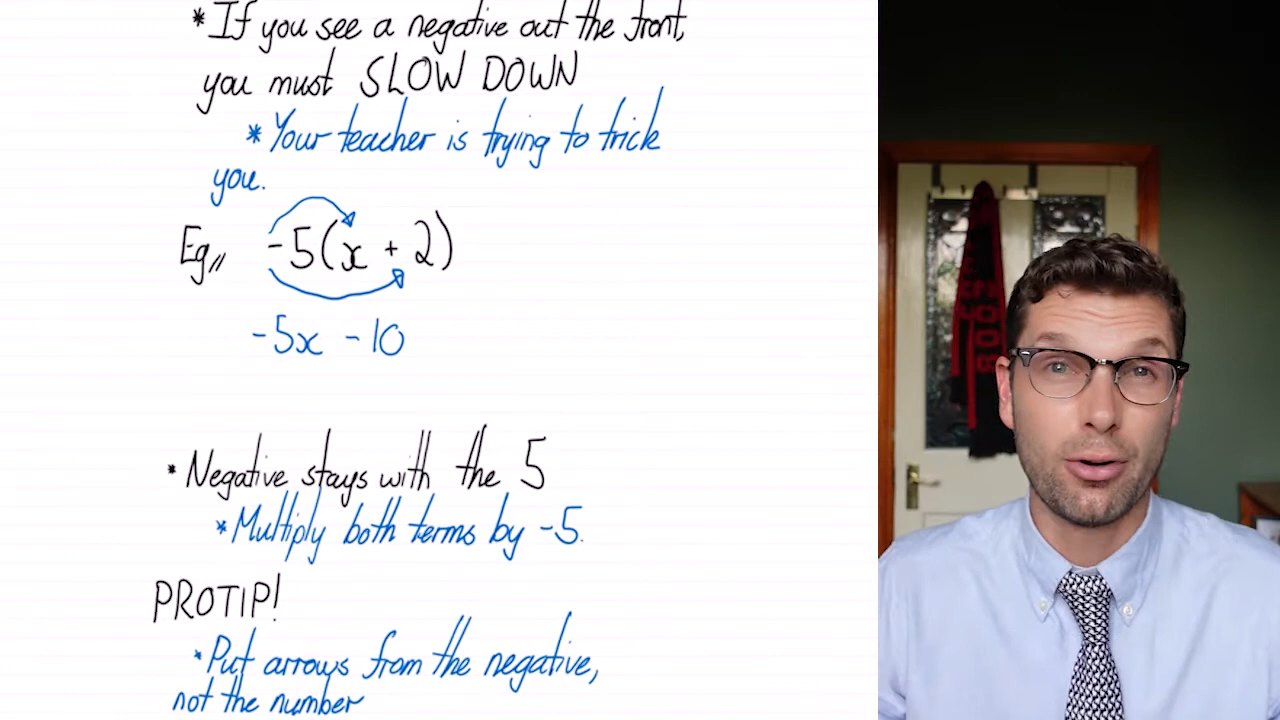 * If you see a negative out the front,
you must SLOW DOWN
* Your teacher is trying to trick
you.
Eg,, -5(x + 2)
-5x - 10
* Negative stays with the 5
* Multiply both terms by -5.
PROTIP!
* Put arrows from the negative,
not the number